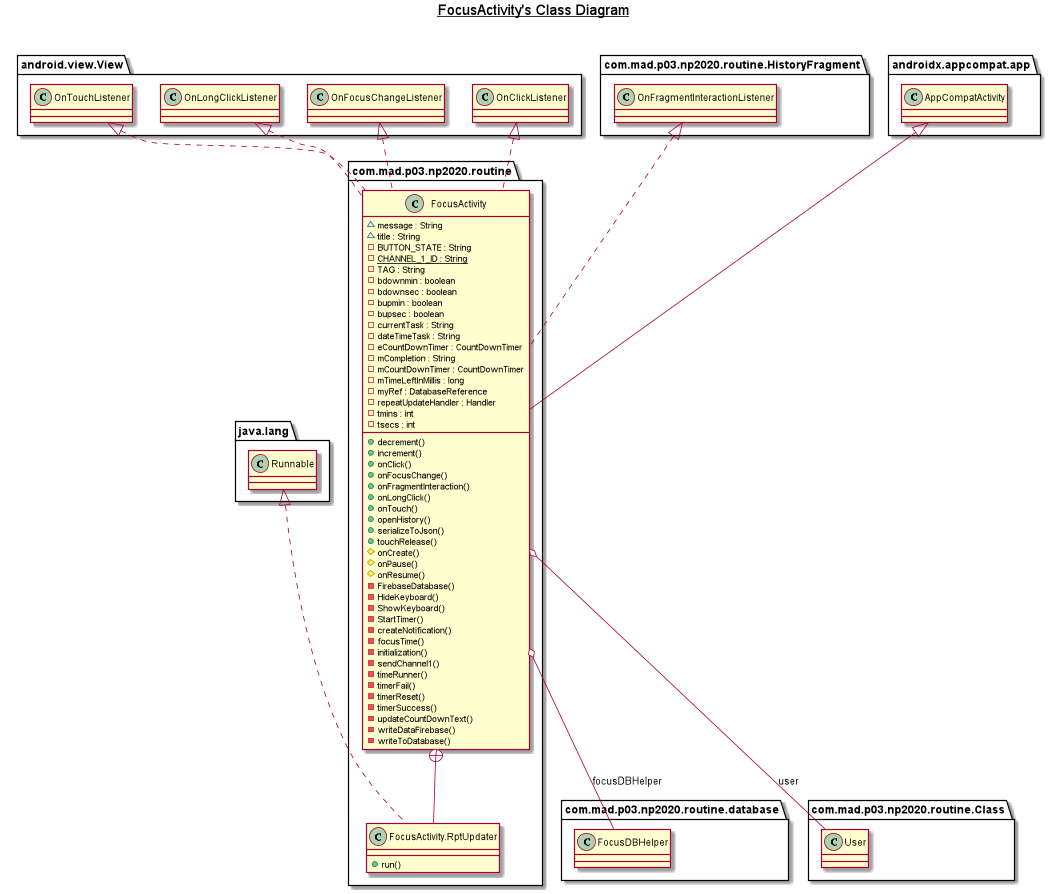 FocusActivity's Class Diagram
android.view.View
C OnTouchListener
C OnLongClickListener
C OnFocusChangeListener
C OnClickListener
com.mad.p03.np2020.routine.HistoryFragment
C OnFragmentInteractionListener
androidx.appcompat.app
C AppCompatActivity
com.mad.p03.np2020.routine
C FocusActivity
message : String
title : String
BUTTON_STATE : String
CHANNEL_1_ID : String
TAG : String
bdownmin : boolean
bdownsec : boolean
bupmin : boolean
bupsec : boolean
currentTask : String
dateTimeTask : String
eCountDownTimer : CountDownTimer
mCompletion : String
mCountDownTimer : CountDownTimer
mTimeLeftInMillis : long
myRef : DatabaseReference
repeatUpdateHandler : Handler
tmins : int
tsecs : int
decrement()
increment()
onClick()
onFocusChange()
onFragmentInteraction()
onLongClick()
onTouch()
openHistory()
serializeToJson()
touchRelease()
onCreate()
onPause()
onResume()
FirebaseDatabase()
HideKeyboard()
ShowKeyboard()
StartTimer()
createNotification()
focusTime()
initialization()
sendChannel1()
timeRunner()
timerFail()
timerReset()
timerSuccess()
updateCountDownText()
writeDataFirebase()
writeToDatabase()
java.lang
C Runnable
focusDBHelper
user
C FocusActivity.RptUpdater
run()
com.mad.p03.np2020.routine.database
C FocusDBHelper
com.mad.p03.np2020.routine.Class
C User